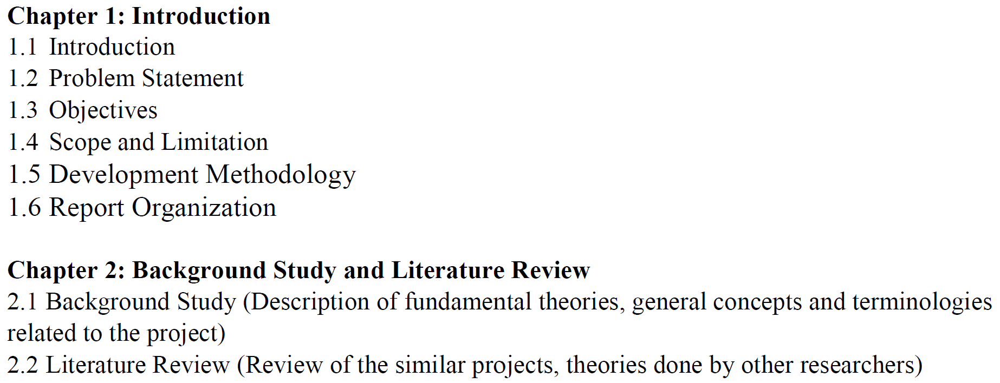 Chapter 1: Introduction
1.1 Introduction
1.2 Problem Statement
1.3 Objectives
1.4 Scope and Limitation
1.5 Development Methodology
1.6 Report Organization
Chapter 2: Background Study and Literature Review
2.1 Background Study (Description of fundamental theories, general concepts and terminologies
related to the project)
2.2 Literature Review (Review of the similar projects, theories done by other researchers)